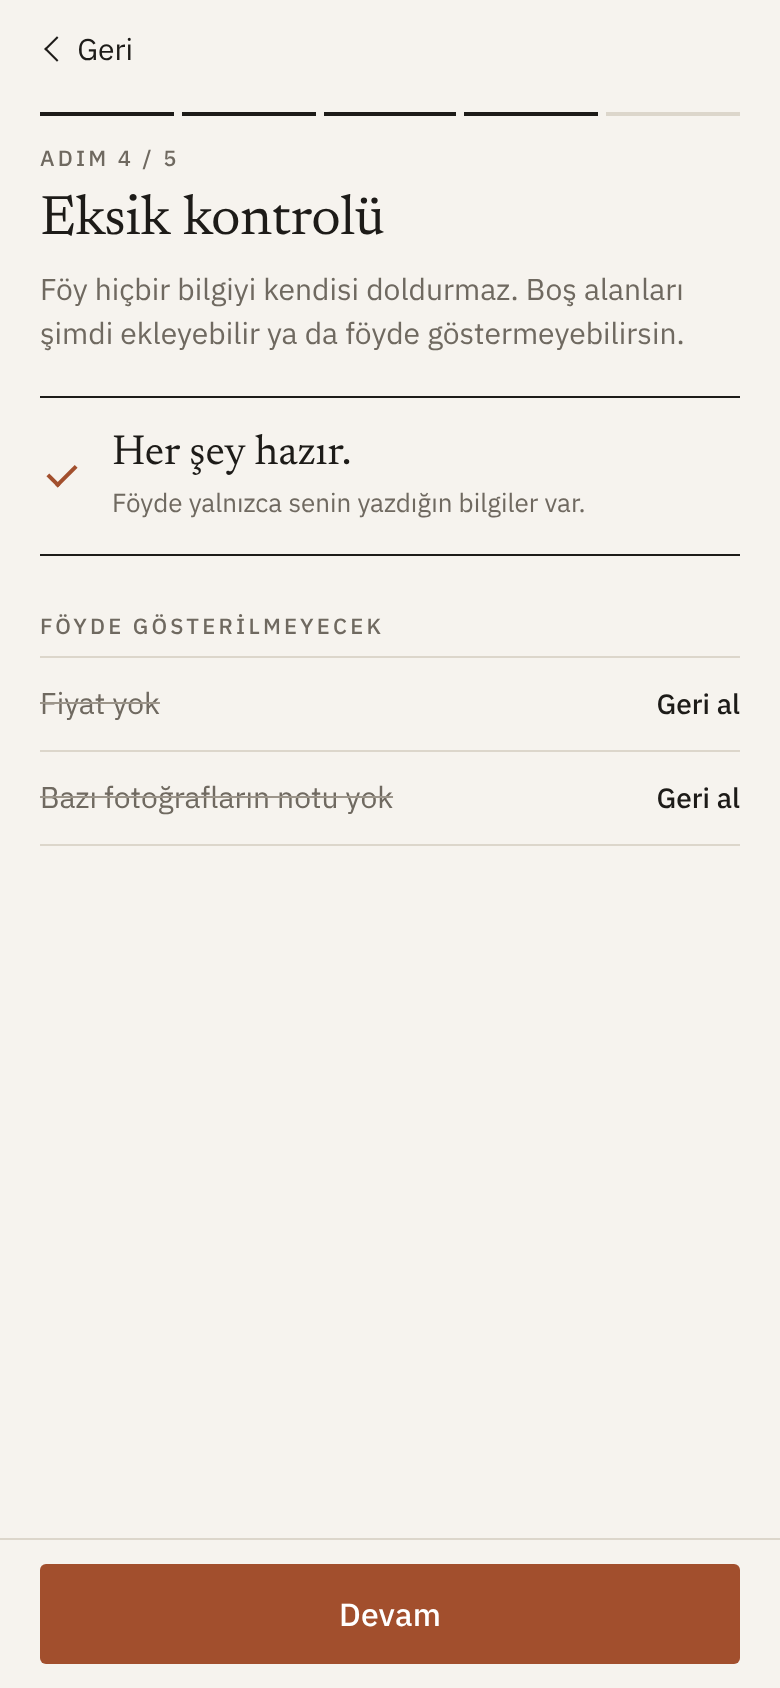 Geri
ADIM 4 / 5
Eksik kontrolü
Föy hiçbir bilgiyi kendisi doldurmaz. Boş alanları
şimdi ekleyebilir ya da föyde göstermeyebilirsin.
Her şey hazır.
Föyde yalnızca senin yazdığın bilgiler var.
FÖYDE GÖSTERİLMEYECEK
Fiyat yok Geri al
Bazı fotoğrafların notu yok Geri al
Devam